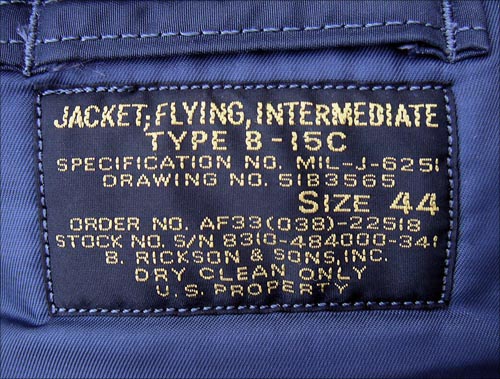 JACKET; FLYING, INTERMEDIATE
TYPE B-15C
SPECIFICATION NO. MIL-J-6251
DRAWING NO. 51B3565
SIZE 44
ORDER NO. AF33(038)-22518
STOCK NO. S/N 8310-484000-341
B. RICKSON & SONS, INC.
DRY CLEAN ONLY
U.S. PROPERTY